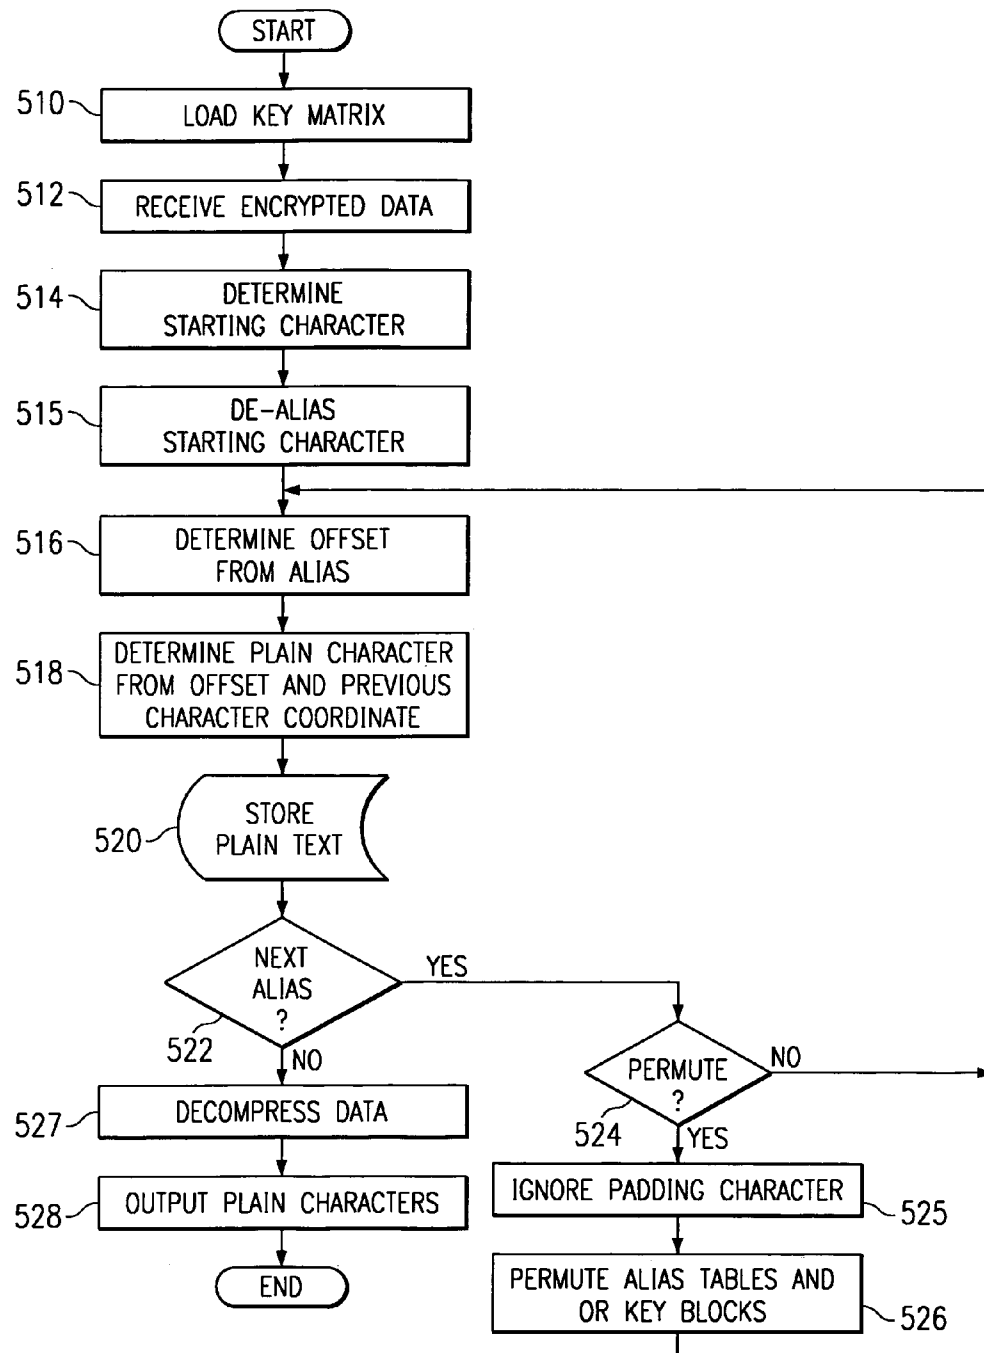 START
510
LOAD KEY MATRIX
512
RECEIVE ENCRYPTED DATA
514
DETERMINE
STARTING CHARACTER
515
DE-ALIAS
STARTING CHARACTER
516
DETERMINE OFFSET
FROM ALIAS
518
DETERMINE PLAIN CHARACTER
FROM OFFSET AND PREVIOUS
CHARACTER COORDINATE
520
STORE
PLAIN TEXT
NEXT
ALIAS
?
522
YES
NO
PERMUTE
?
524
NO
YES
527
DECOMPRESS DATA
IGNORE PADDING CHARACTER
525
528
OUTPUT PLAIN CHARACTERS
PERMUTE ALIAS TABLES AND
OR KEY BLOCKS
526
END